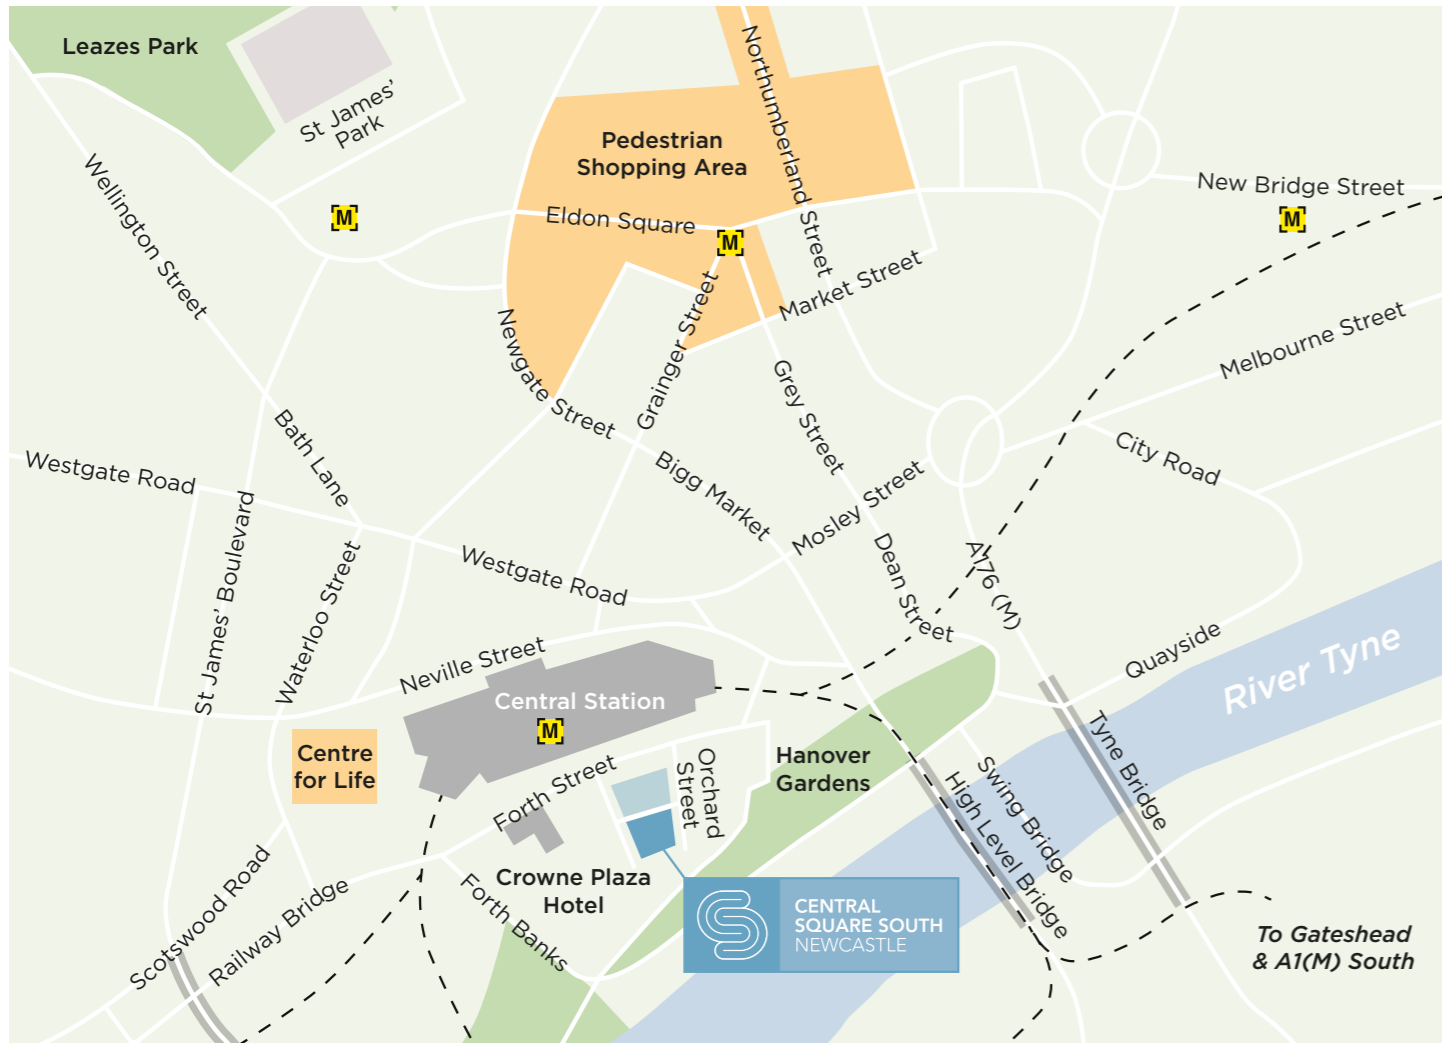 Leazes Park
St James'
Park
Northumberland Street
Pedestrian
Shopping Area
Wellington Street
New Bridge Street
M
M
M
Eldon Square
Market Street
Grainger Street
Newgate Street
Melbourne Street
Grey Street
Bath Lane
City Road
Westgate Road
Bigg Market
Mosley Street
St James' Boulevard
Waterloo Street
Westgate Road
Dean Street
A176 (M)
Quayside
River Tyne
Neville Street
Central Station
M
Centre
for Life
Hanover
Gardens
Orchard
Street
Forth Street
Tyne Bridge
Swing Bridge
High Level Bridge
Crowne Plaza
Hotel
Scotswood Road
Railway Bridge
Forth Banks
CENTRAL
SQUARE SOUTH
NEWCASTLE
To Gateshead
& A1(M) South